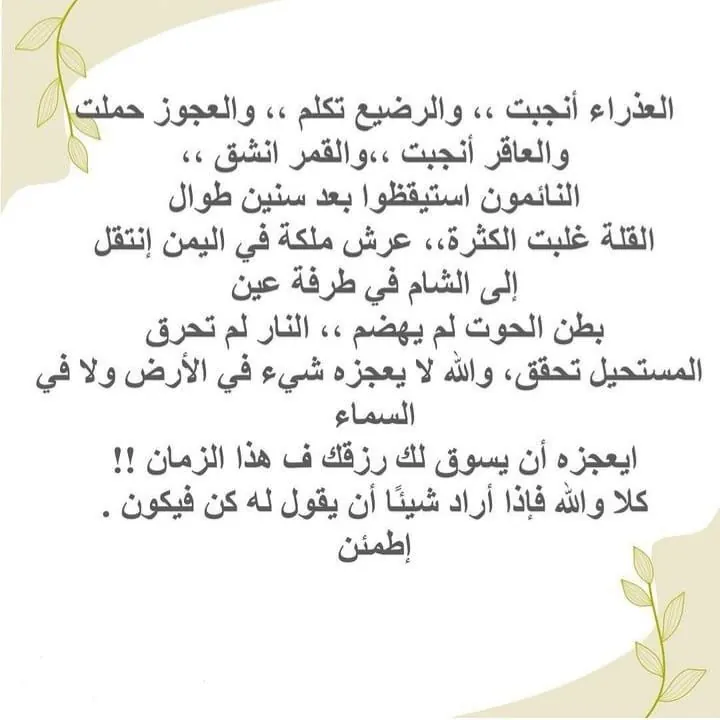 العذراء أنجبت ،، والرضيع تكلم ،، والعجوز حملت
والعاقر أنجبت ،،والقمر انشق ،،
النائمون استيقظوا بعد سنين طوال
القلة غلبت الكثرة،، عرش ملكة في اليمن إنتقل
إلى الشام في طرفة عين
بطن الحوت لم يهضم ،، النار لم تحرق
المستحيل تحقق، والله لا يعجزه شيء في الأرض ولا في
السماء
ايعجزه أن يسوق لك رزقك ف هذا الزمان !!
كلا والله فإذا أراد شيئًا أن يقول له كن فيكون .
إطمئن